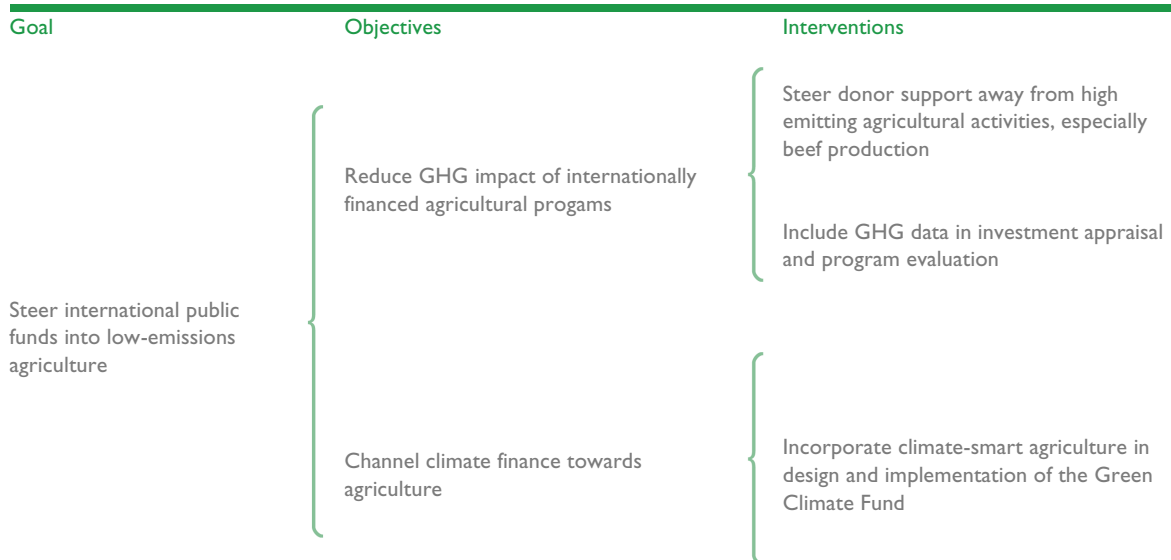 Goal
Objectives
Interventions
Steer international public
funds into low-emissions
agriculture
Reduce GHG impact of internationally
financed agricultural progams
Steer donor support away from high
emitting agricultural activities, especially
beef production
Include GHG data in investment appraisal
and program evaluation
Channel climate finance towards
agriculture
Incorporate climate-smart agriculture in
design and implementation of the Green
Climate Fund